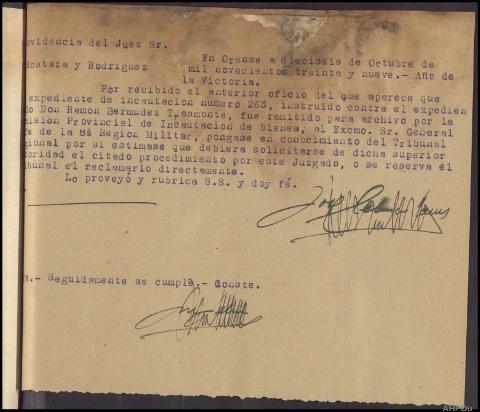 ovidencia del Juez Sr.
En Orense a dieciseis de Octubre de
Mosteza y Rodriguez mil novecientos treinta y nueve.- Año de
la Victoria.
Por recibido el anterior oficio del que aparece que
expediente de incautacion numero 263, instruido contra el expedien
do Don Ramon Bermudez Tresmonte, fue remitido para archivo por la
mision Provincial de Incautacion de bienes, al Excmo. Sr. General
fe de la 8ª Region Militar, pongase en conocimiento del Tribunal
gional por si estimase que debiera solicitarse de dicha superior
toridad el citado procedimiento por este Juzgado, o se reserva el
ibunal el reclamarlo directamente.
Lo proveyó y rubrica S.S. y doy fé.
.- Seguidamente se cumple.- Conste.
AHPOu